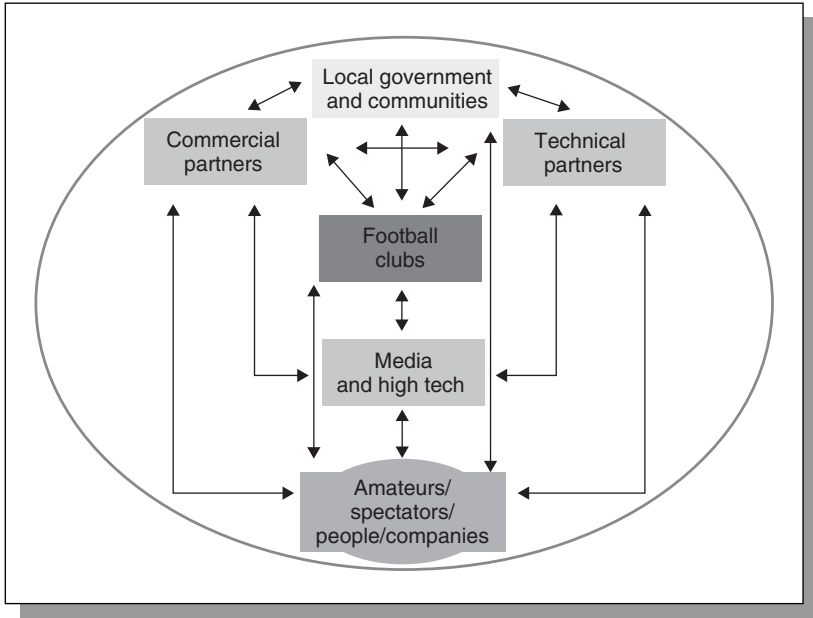 Local government
and communities
Commercial
partners
Technical
partners
Football
clubs
Media
and high tech
Amateurs/
spectators/
people/companies